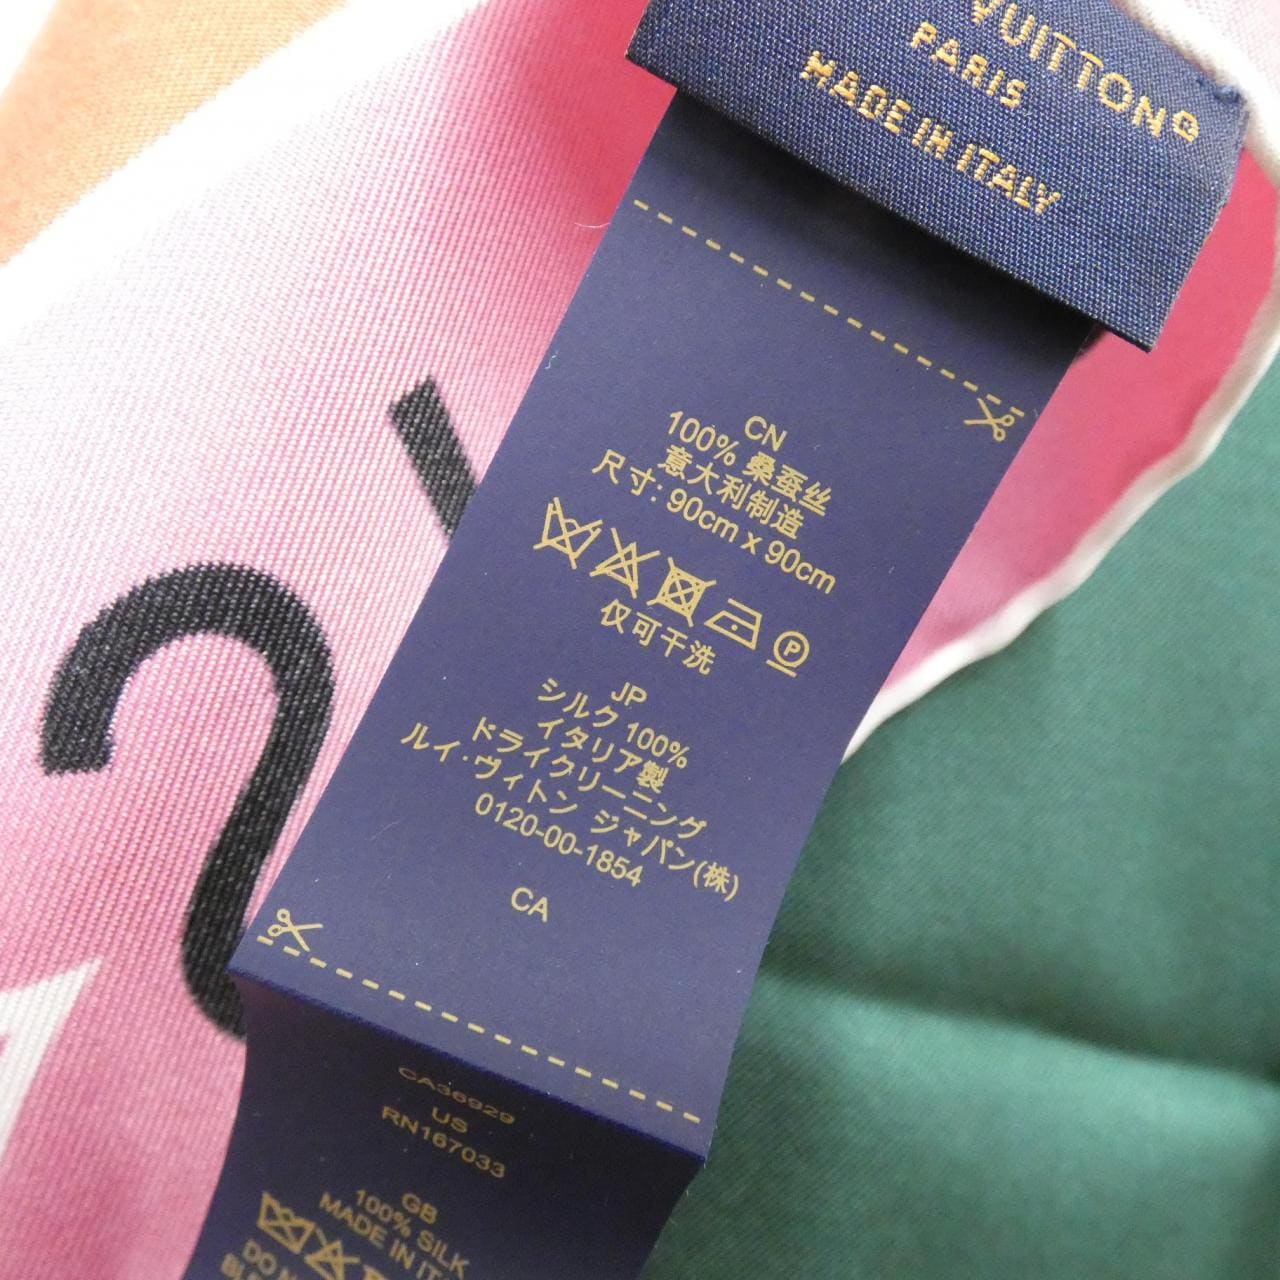 VUITTON®
PARIS
MADE IN ITALY
CN
100% 桑蚕丝
意大利制造
尺寸: 90cm x 90cm
P
仅可干洗
JP
シルク 100%
イタリア製
ドライクリーニング
ルイ･ヴィトン ジャパン(株)
0120-00-1854
CA
CA36929
US
RN167033
GB
100% SILK
MADE IN
DO